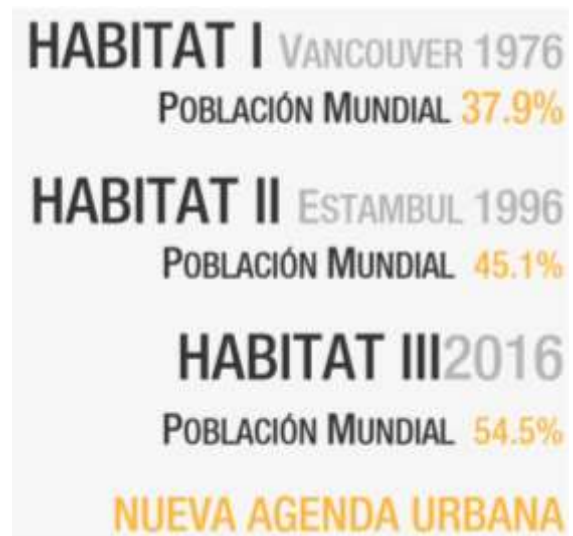 HABITAT I VANCOUVER 1976
POBLACIÓN MUNDIAL 37.9%
HABITAT II ESTAMBUL 1996
POBLACIÓN MUNDIAL 45.1%
HABITAT III2016
POBLACIÓN MUNDIAL 54.5%
NUEVA AGENDA URBANA